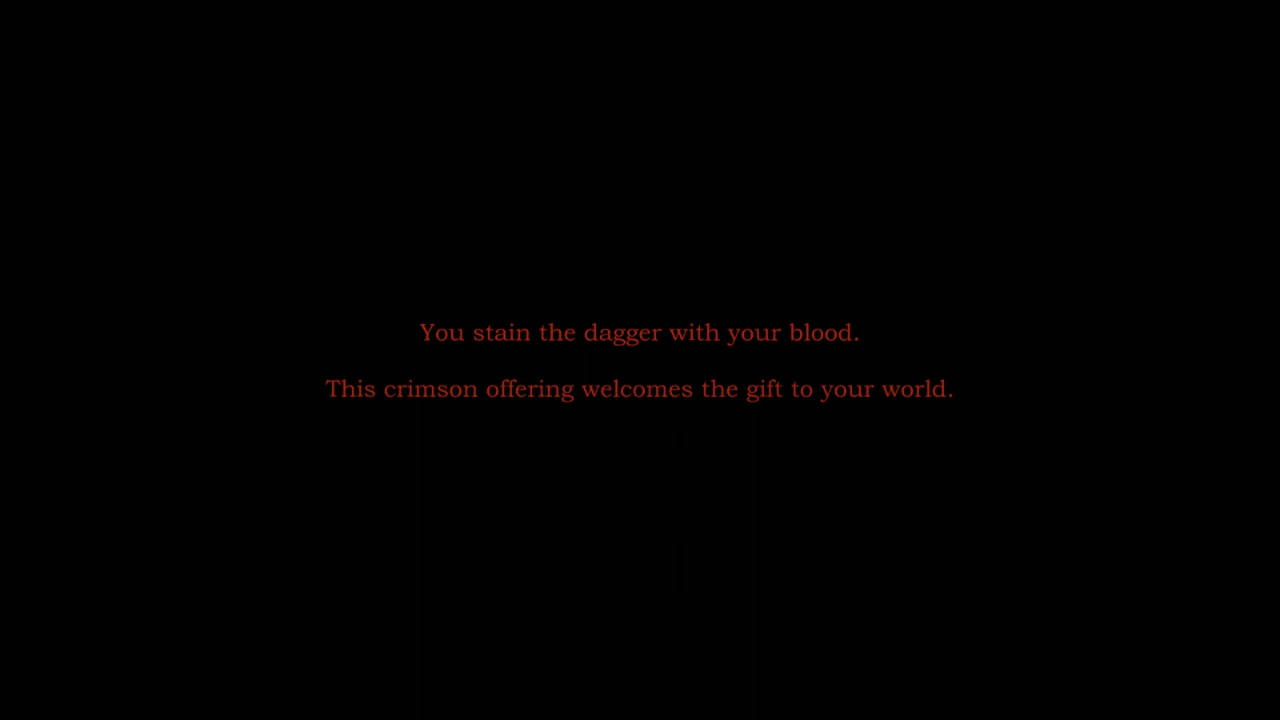 You stain the dagger with your blood.
This crimson offering welcomes the gift to your world.